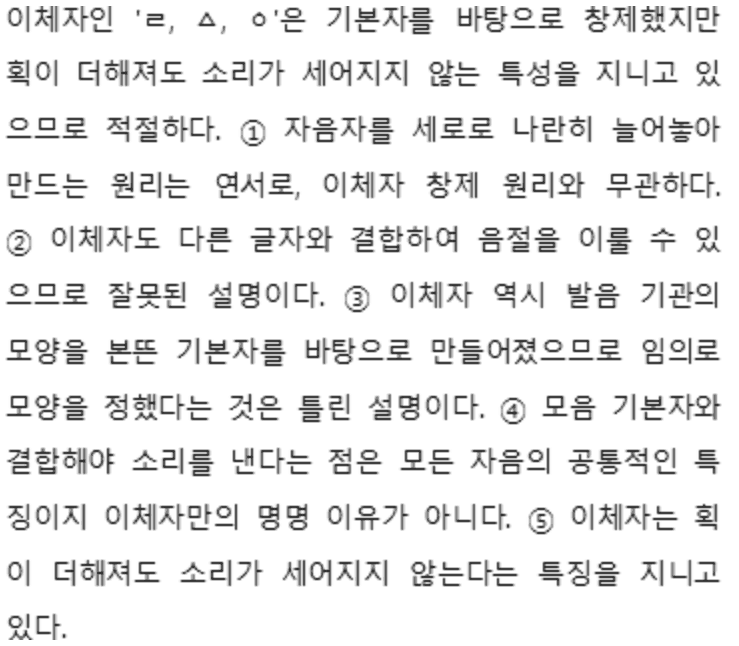 이체자인 'ㄹ, ㅿ, ㆁ'은 기본자를 바탕으로 창제했지만
획이 더해져도 소리가 세어지지 않는 특성을 지니고 있
으므로 적절하다. ① 자음자를 세로로 나란히 늘어놓아
만드는 원리는 연서로, 이체자 창제 원리와 무관하다.
② 이체자도 다른 글자와 결합하여 음절을 이룰 수 있
으므로 잘못된 설명이다. ③ 이체자 역시 발음 기관의
모양을 본뜬 기본자를 바탕으로 만들어졌으므로 임의로
모양을 정했다는 것은 틀린 설명이다. ④ 모음 기본자와
결합해야 소리를 낸다는 점은 모든 자음의 공통적인 특
징이지 이체자만의 명명 이유가 아니다. ⑤ 이체자는 획
이 더해져도 소리가 세어지지 않는다는 특징을 지니고
있다.